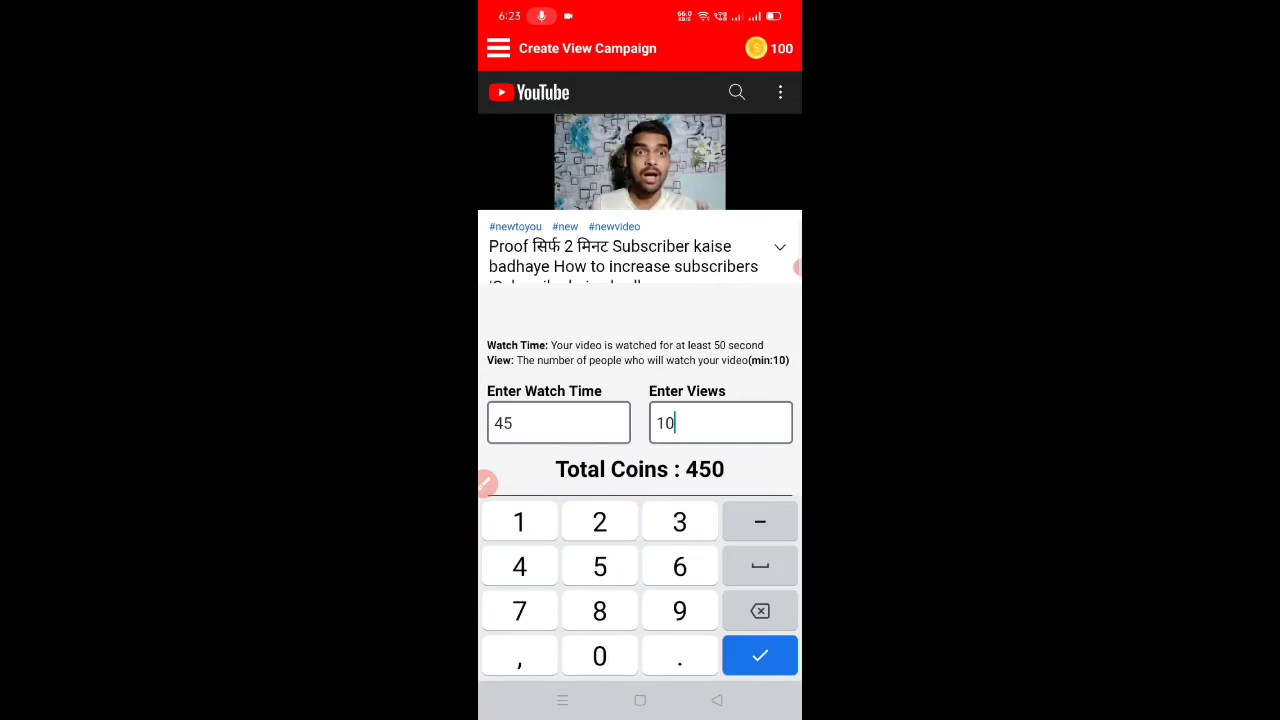 6:23 66.0 KB/S
Create View Campaign 100
YouTube
#newtoyou #new #newvideo
Proof सिर्फ 2 मिनट Subscriber kaise
badhaye How to increase subscribers
Watch Time: Your video is watched for at least 50 second
View: The number of people who will watch your video(min:10)
Enter Watch Time Enter Views
45 10
Total Coins : 450
1 2 3 -
4 5 6
7 8 9
, 0 .